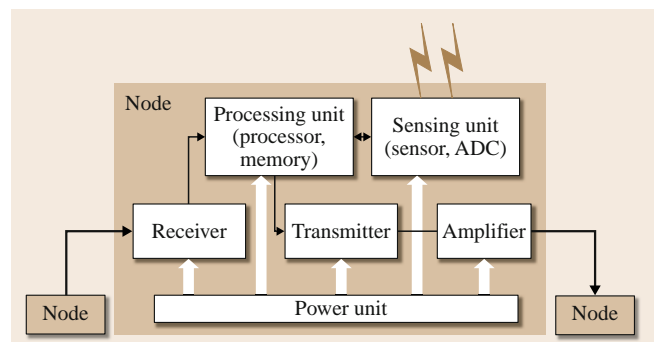 Node
Processing unit
(processor,
memory)
Sensing unit
(sensor, ADC)
Receiver
Transmitter
Amplifier
Node
Power unit
Node